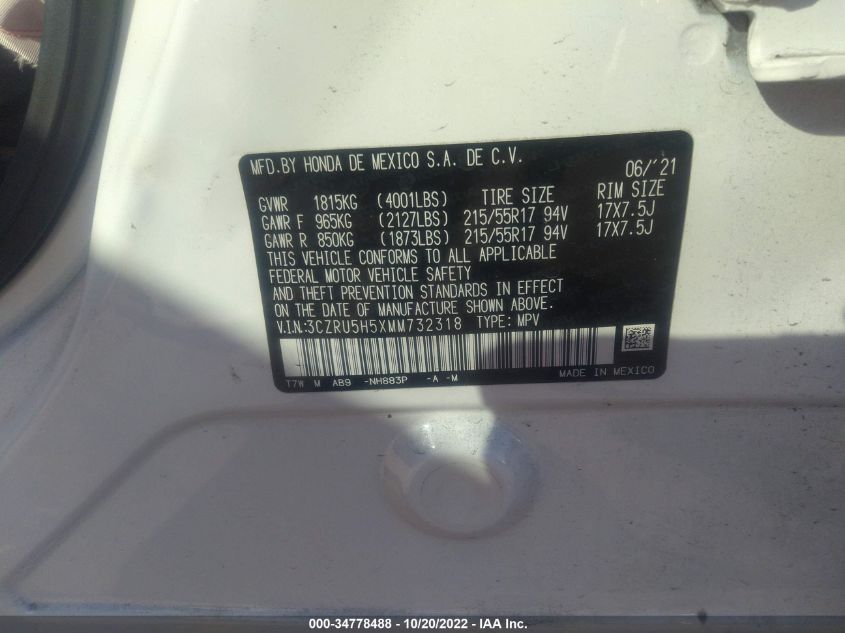 MFD.BY HONDA DE MEXICO S.A. DE C.V. 06/'21
GVWR 1815KG (4001LBS) TIRE SIZE RIM SIZE
GAWR F 965KG (2127LBS) 215/55R17 94V 17X7.5J
GAWR R 850KG (1873LBS) 215/55R17 94V 17X7.5J
THIS VEHICLE CONFORMS TO ALL APPLICABLE
FEDERAL MOTOR VEHICLE SAFETY
AND THEFT PREVENTION STANDARDS IN EFFECT
ON THE DATE OF MANUFACTURE SHOWN ABOVE.
V.I.N:3CZRU5H5XMM732318 TYPE: MPV
T7W M AB9 -NH883P -A -M MADE IN MEXICO
000-34778488 - 10/20/2022 - IAA Inc.